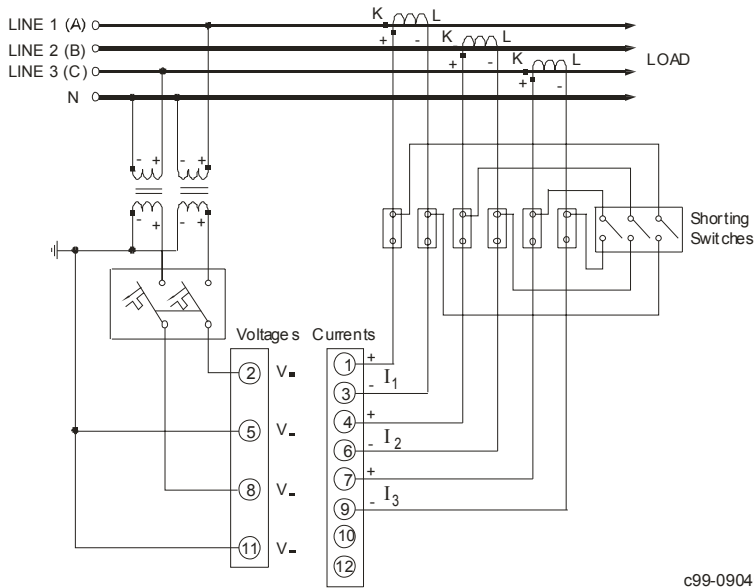 K L
LINE 1 (A)
+ -
K L
LINE 2 (B)
+ -
K L
LOAD
LINE 3 (C)
+ -
N
- + - +
+ +
Shorting
Switches
Voltages Currents
1 +
2 V
I1
3 -
4 +
5 V
I2
6 -
7 +
8 V
I3
9 -
10
11 V
12
c99-0904